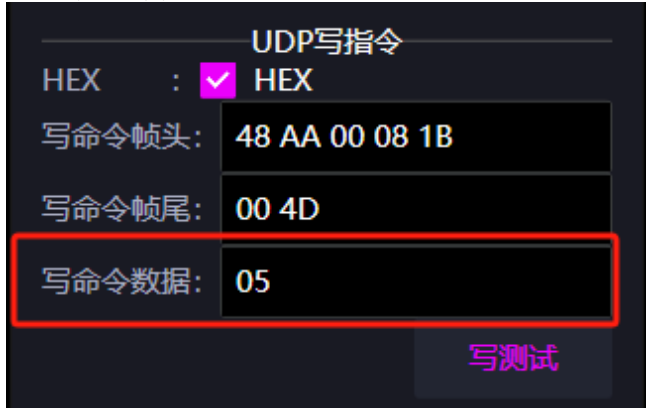 UDP写指令
HEX : HEX
写命令帧头: 48 AA 00 08 1B
写命令帧尾: 00 4D
写命令数据: 05
写测试